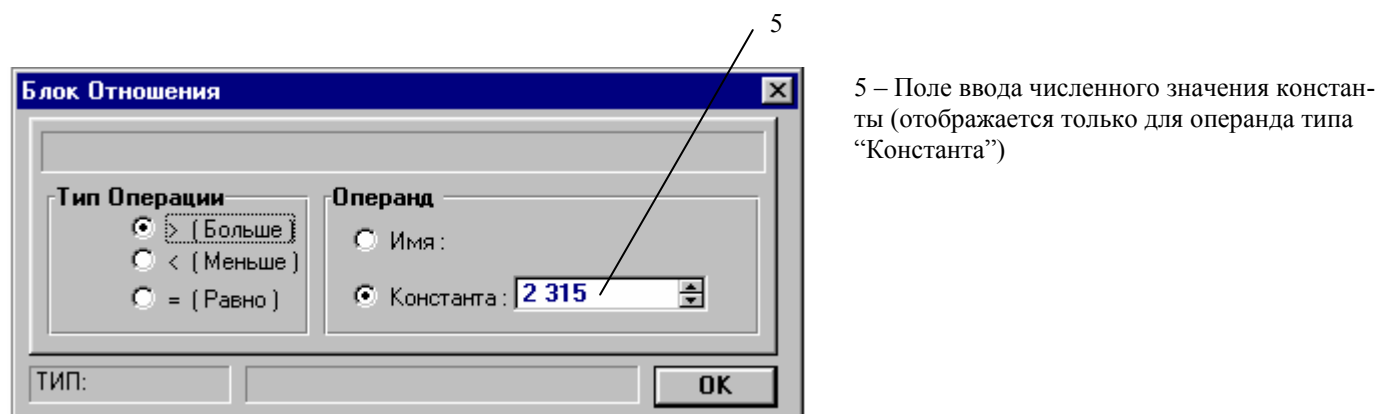 5
Блок Отношения
5 – Поле ввода численного значения констан-
ты (отображается только для операнда типа
“Константа”)
Тип Операции
> ( Больше )
< ( Меньше )
= ( Равно )
Операнд
Имя :
Константа : 2 315
ТИП:
OK